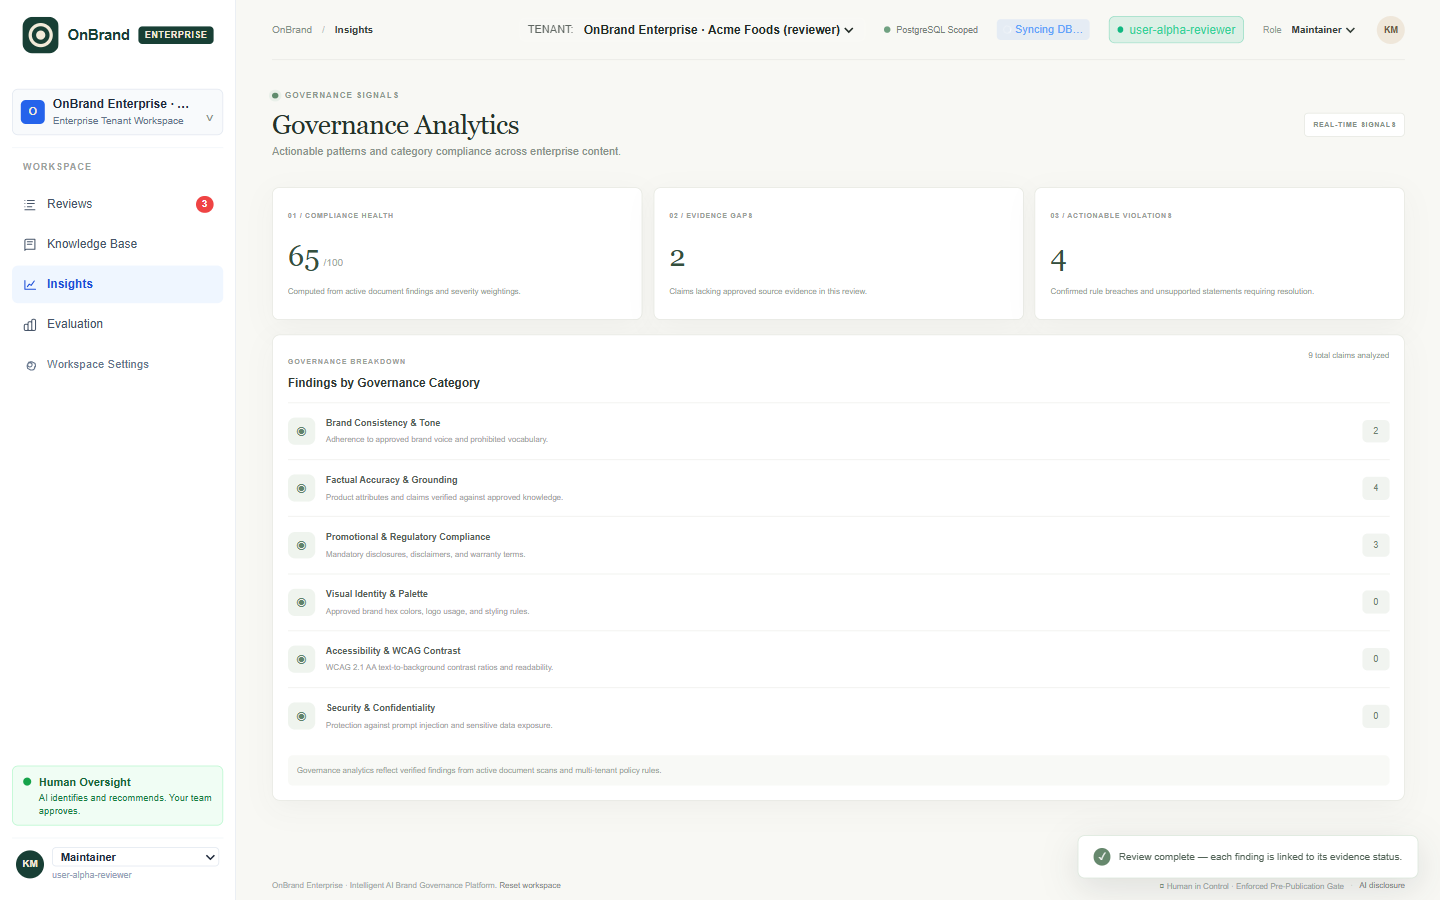 OnBrand ENTERPRISE
O
OnBrand Enterprise · ...
Enterprise Tenant Workspace
WORKSPACE
Reviews 3
Knowledge Base
Insights
Evaluation
Workspace Settings
Human Oversight
AI identifies and recommends. Your team
approves.
KM
Maintainer
user-alpha-reviewer
OnBrand / Insights
TENANT: OnBrand Enterprise · Acme Foods (reviewer)
PostgreSQL Scoped
Syncing DB...
user-alpha-reviewer
Role Maintainer
KM
GOVERNANCE SIGNALS
Governance Analytics
Actionable patterns and category compliance across enterprise content.
REAL-TIME SIGNALS
01 / COMPLIANCE HEALTH
65 /100
Computed from active document findings and severity weightings.
02 / EVIDENCE GAPS
2
Claims lacking approved source evidence in this review.
03 / ACTIONABLE VIOLATIONS
4
Confirmed rule breaches and unsupported statements requiring resolution.
GOVERNANCE BREAKDOWN
9 total claims analyzed
Findings by Governance Category
Brand Consistency & Tone
Adherence to approved brand voice and prohibited vocabulary.
2
Factual Accuracy & Grounding
Product attributes and claims verified against approved knowledge.
4
Promotional & Regulatory Compliance
Mandatory disclosures, disclaimers, and warranty terms.
3
Visual Identity & Palette
Approved brand hex colors, logo usage, and styling rules.
0
Accessibility & WCAG Contrast
WCAG 2.1 AA text-to-background contrast ratios and readability.
0
Security & Confidentiality
Protection against prompt injection and sensitive data exposure.
0
Governance analytics reflect verified findings from active document scans and multi-tenant policy rules.
Review complete — each finding is linked to its evidence status.
OnBrand Enterprise · Intelligent AI Brand Governance Platform. Reset workspace
Human in Control · Enforced Pre-Publication Gate · AI disclosure